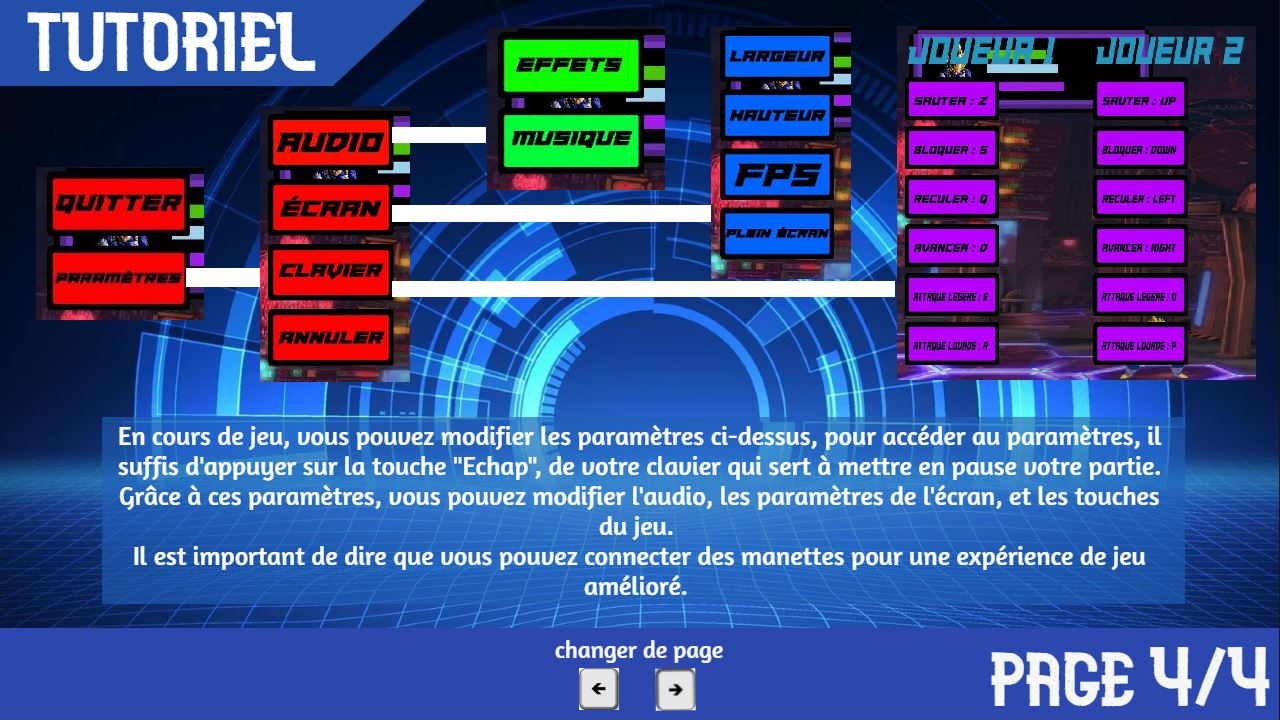 TUTORIEL
QUITTER
PARAMÈTRES
AUDIO
ÉCRAN
CLAVIER
ANNULER
EFFETS
MUSIQUE
LARGEUR
HAUTEUR
FPS
PLEIN ÉCRAN
JOUEUR 1 JOUEUR 2
SAUTER : Z SAUTER : UP
BLOQUER : S BLOQUER : DOWN
RECULER : Q RECULER : LEFT
AVANCER : D AVANCER : RIGHT
ATTAQUE LEGERE : E ATTAQUE LEGERE : O
ATTAQUE LOURDE : R ATTAQUE LOURDE : P
En cours de jeu, vous pouvez modifier les paramètres ci-dessus, pour accéder au paramètres, il
suffis d'appuyer sur la touche "Echap", de votre clavier qui sert à mettre en pause votre partie.
Grâce à ces paramètres, vous pouvez modifier l'audio, les paramètres de l'écran, et les touches
du jeu.
Il est important de dire que vous pouvez connecter des manettes pour une expérience de jeu
amélioré.
changer de page
← →
PAGE 4/4